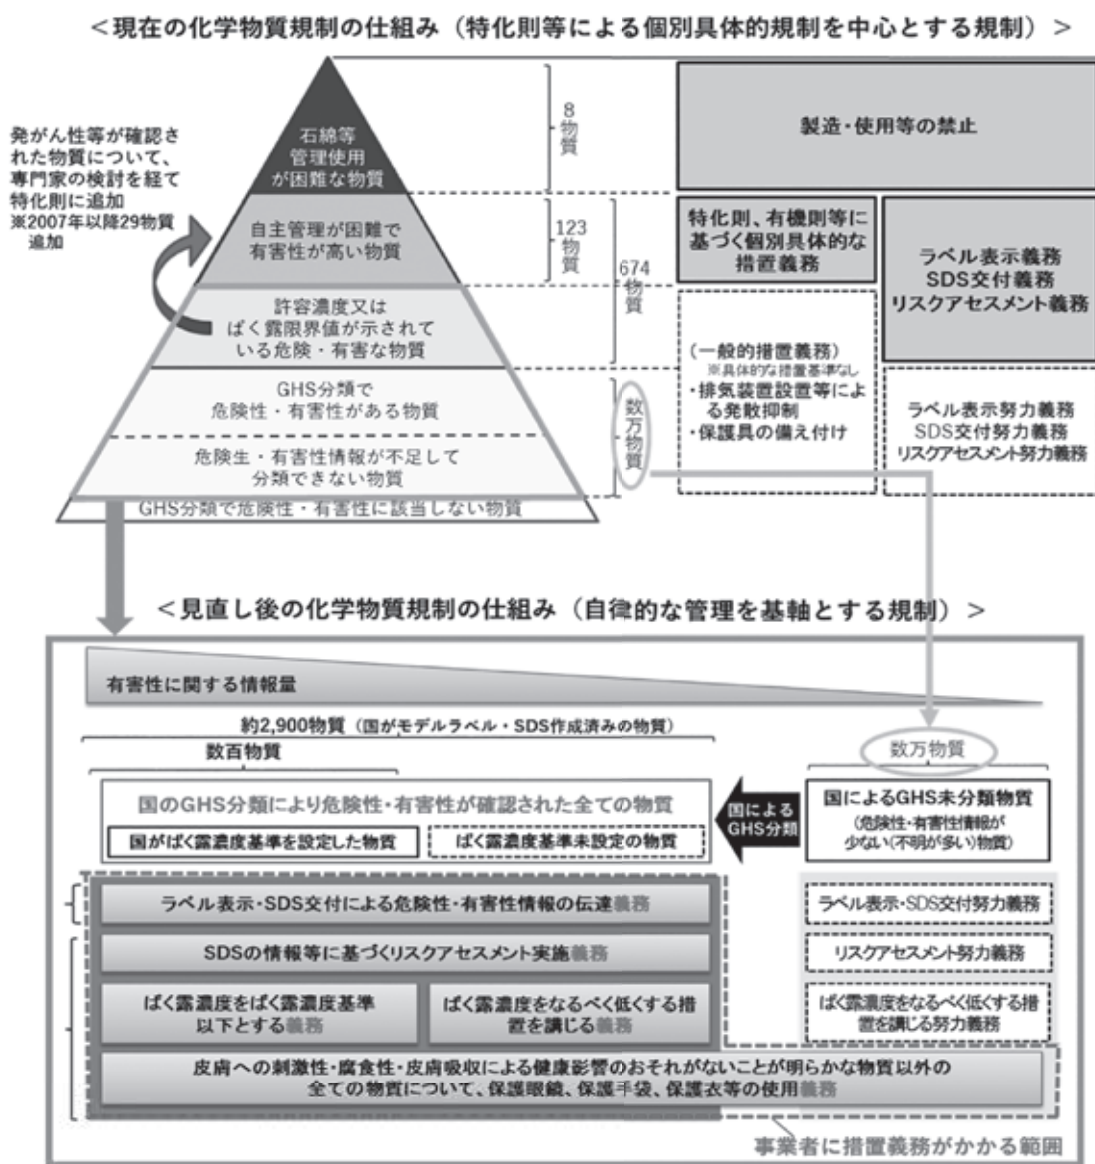 ＜現在の化学物質規制の仕組み（特化則等による個別具体的規制を中心とする規制）＞
発がん性等が確認さ
れた物質について、
専門家の検討を経て
特化則に追加
※2007年以降29物質
追加
石綿等
管理使用
が困難な物質
自主管理が困難で
有害性が高い物質
許容濃度又は
ばく露限界値が示されて
いる危険・有害な物質
GHS分類で
危険性・有害性がある物質
危険生・有害性情報が不足して
分類できない物質
GHS分類で危険性・有害性に該当しない物質
8物質
123物質
674物質
数万物質
製造・使用等の禁止
特化則、有機則等に
基づく個別具体的な
措置義務
ラベル表示義務
SDS交付義務
リスクアセスメント義務
（一般的措置義務）
※具体的な措置基準なし
・排気装置設置等によ
る発散抑制
・保護具の備え付け
ラベル表示努力義務
SDS交付努力義務
リスクアセスメント努力義務
＜見直し後の化学物質規制の仕組み（自律的な管理を基軸とする規制）＞
有害性に関する情報量
約2,900物質（国がモデルラベル・SDS作成済みの物質）
数百物質
数万物質
国のGHS分類により危険性・有害性が確認された全ての物質
国がばく露濃度基準を設定した物質
ばく露濃度基準未設定の物質
国による
GHS分類
国によるGHS未分類物質
（危険性・有害性情報が
少ない（不明が多い）物質）
ラベル表示・SDS交付による危険性・有害性情報の伝達義務
ラベル表示・SDS交付努力義務
SDSの情報等に基づくリスクアセスメント実施義務
リスクアセスメント努力義務
ばく露濃度をばく露濃度基準
以下とする義務
ばく露濃度をなるべく低くする措
置を講じる義務
ばく露濃度をなるべく低くする措
置を講じる努力義務
皮膚への刺激性・腐食性・皮膚吸収による健康影響のおそれがないことが明らかな物質以外の
全ての物質について、保護眼鏡、保護手袋、保護衣等の使用義務
事業者に措置義務がかかる範囲